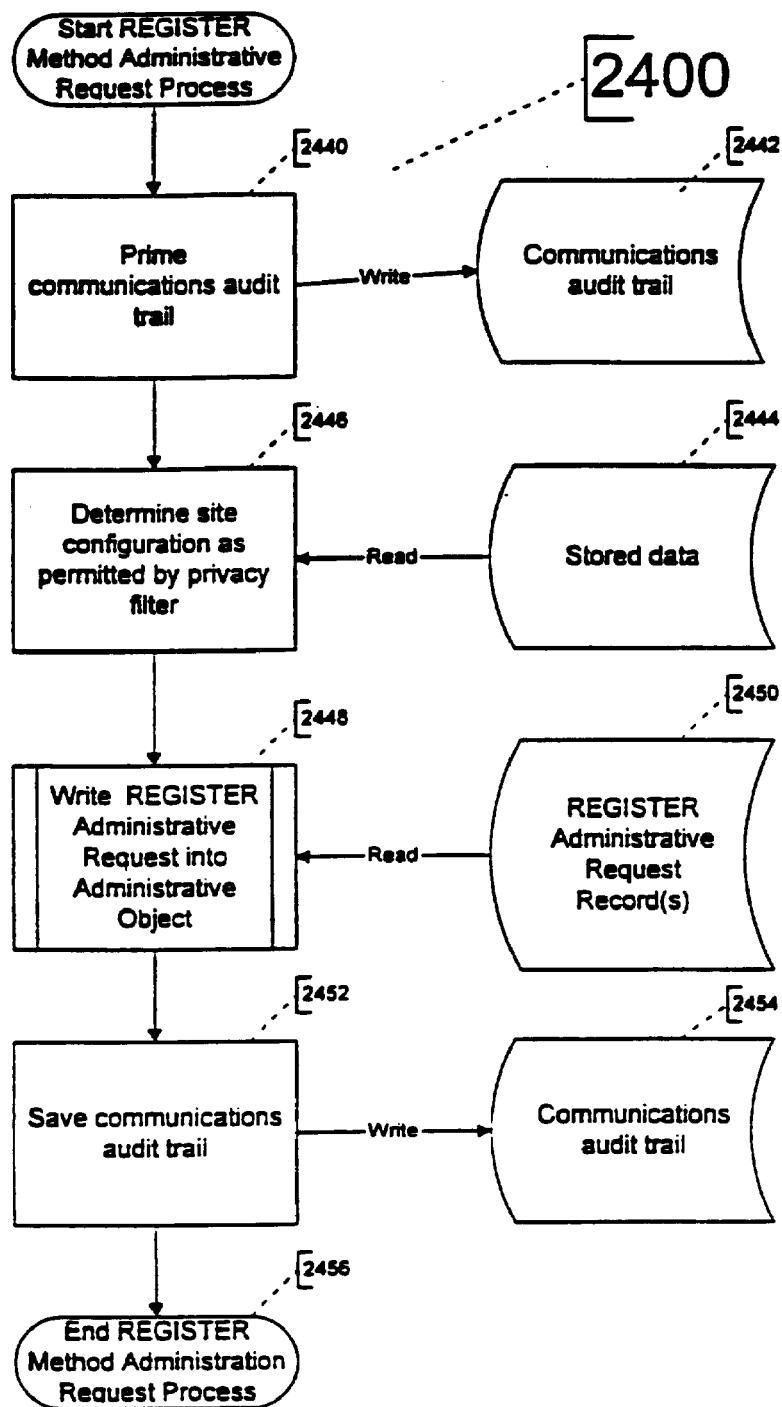 Start REGISTER
Method Administrative
Request Process
2400
2440
2442
Prime
communications audit
trail
Write
Communications
audit trail
2446
2444
Determine site
configuration as
permitted by privacy
filter
Read
Stored data
2448
2450
Write REGISTER
Administrative
Request into
Administrative
Object
Read
REGISTER
Administrative
Request
Record(s)
2452
2454
Save communications
audit trail
Write
Communications
audit trail
2456
End REGISTER
Method Administration
Request Process